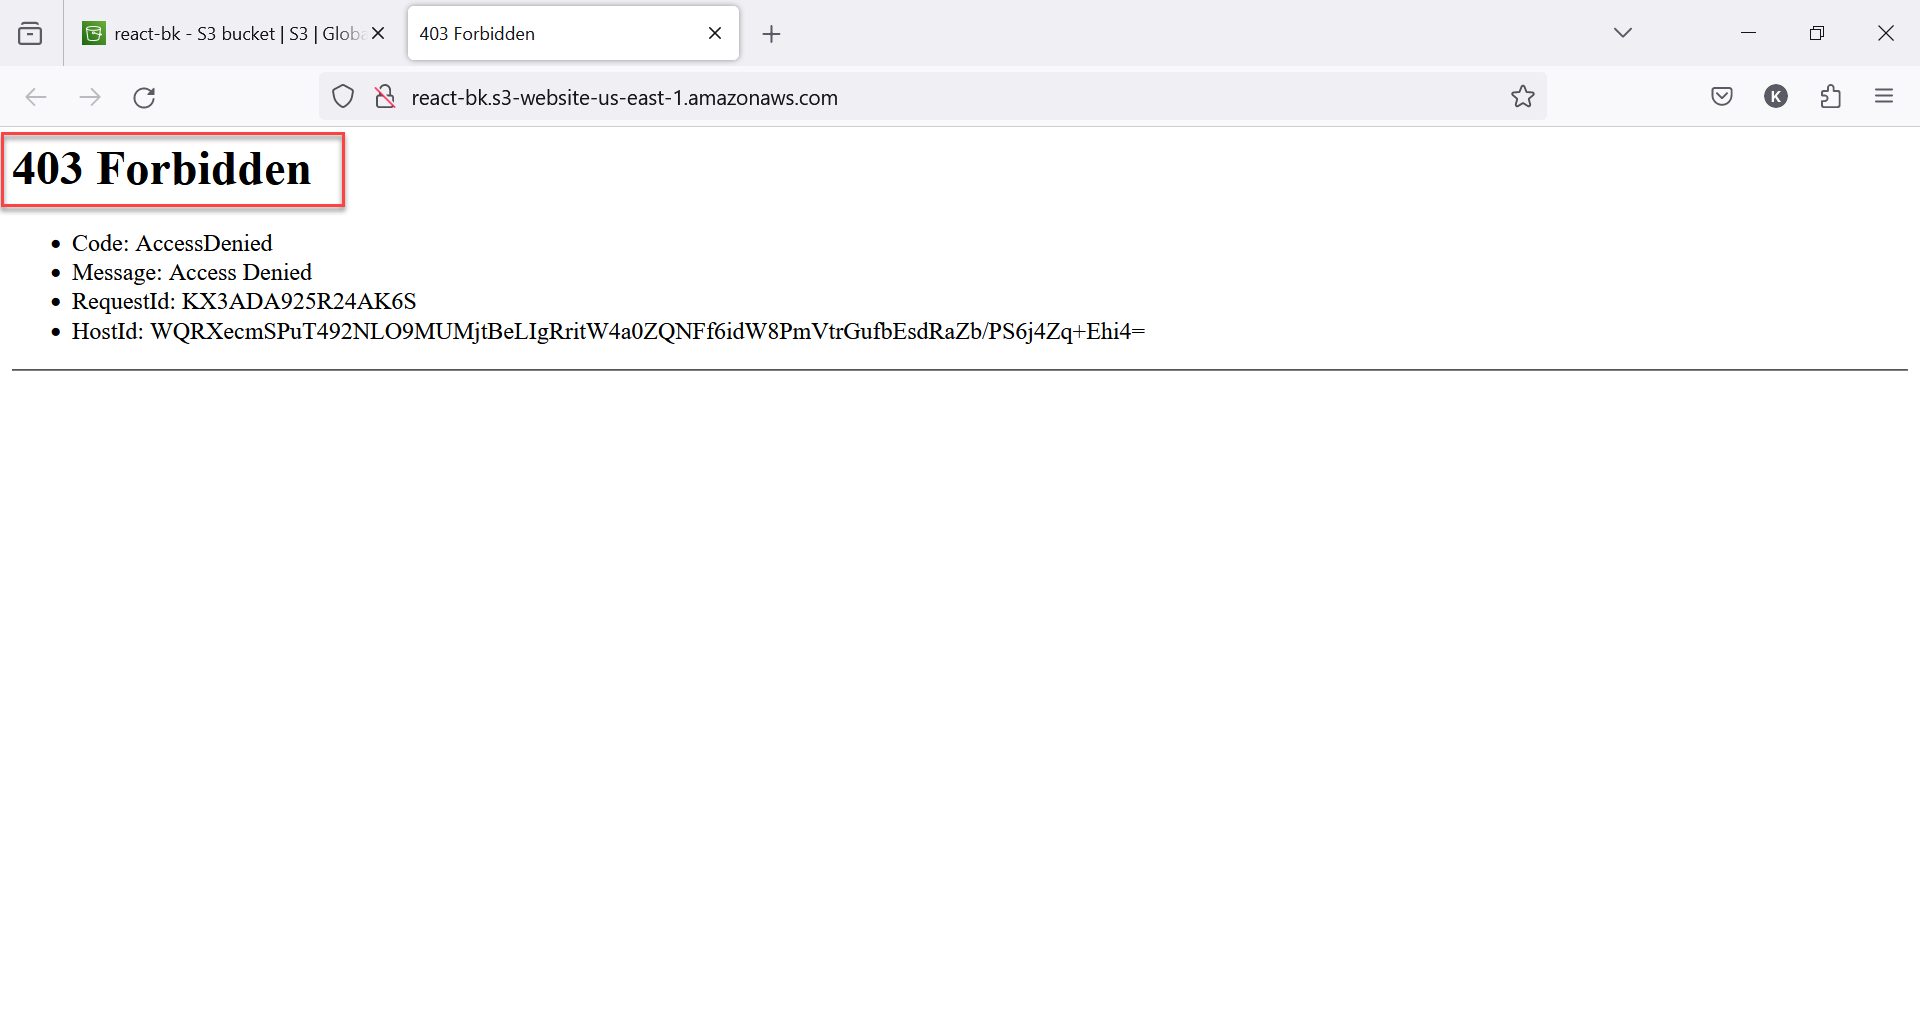 react-bk - S3 bucket | S3 | Globa
403 Forbidden
react-bk.s3-website-us-east-1.amazonaws.com
K
403 Forbidden
• Code: AccessDenied
• Message: Access Denied
• RequestId: KX3ADA925R24AK6S
• HostId: WQRXecmSPuT492NLO9MUMjtBeLIgRritW4a0ZQNFf6idW8PmVtrGufbEsdRaZb/PS6j4Zq+Ehi4=